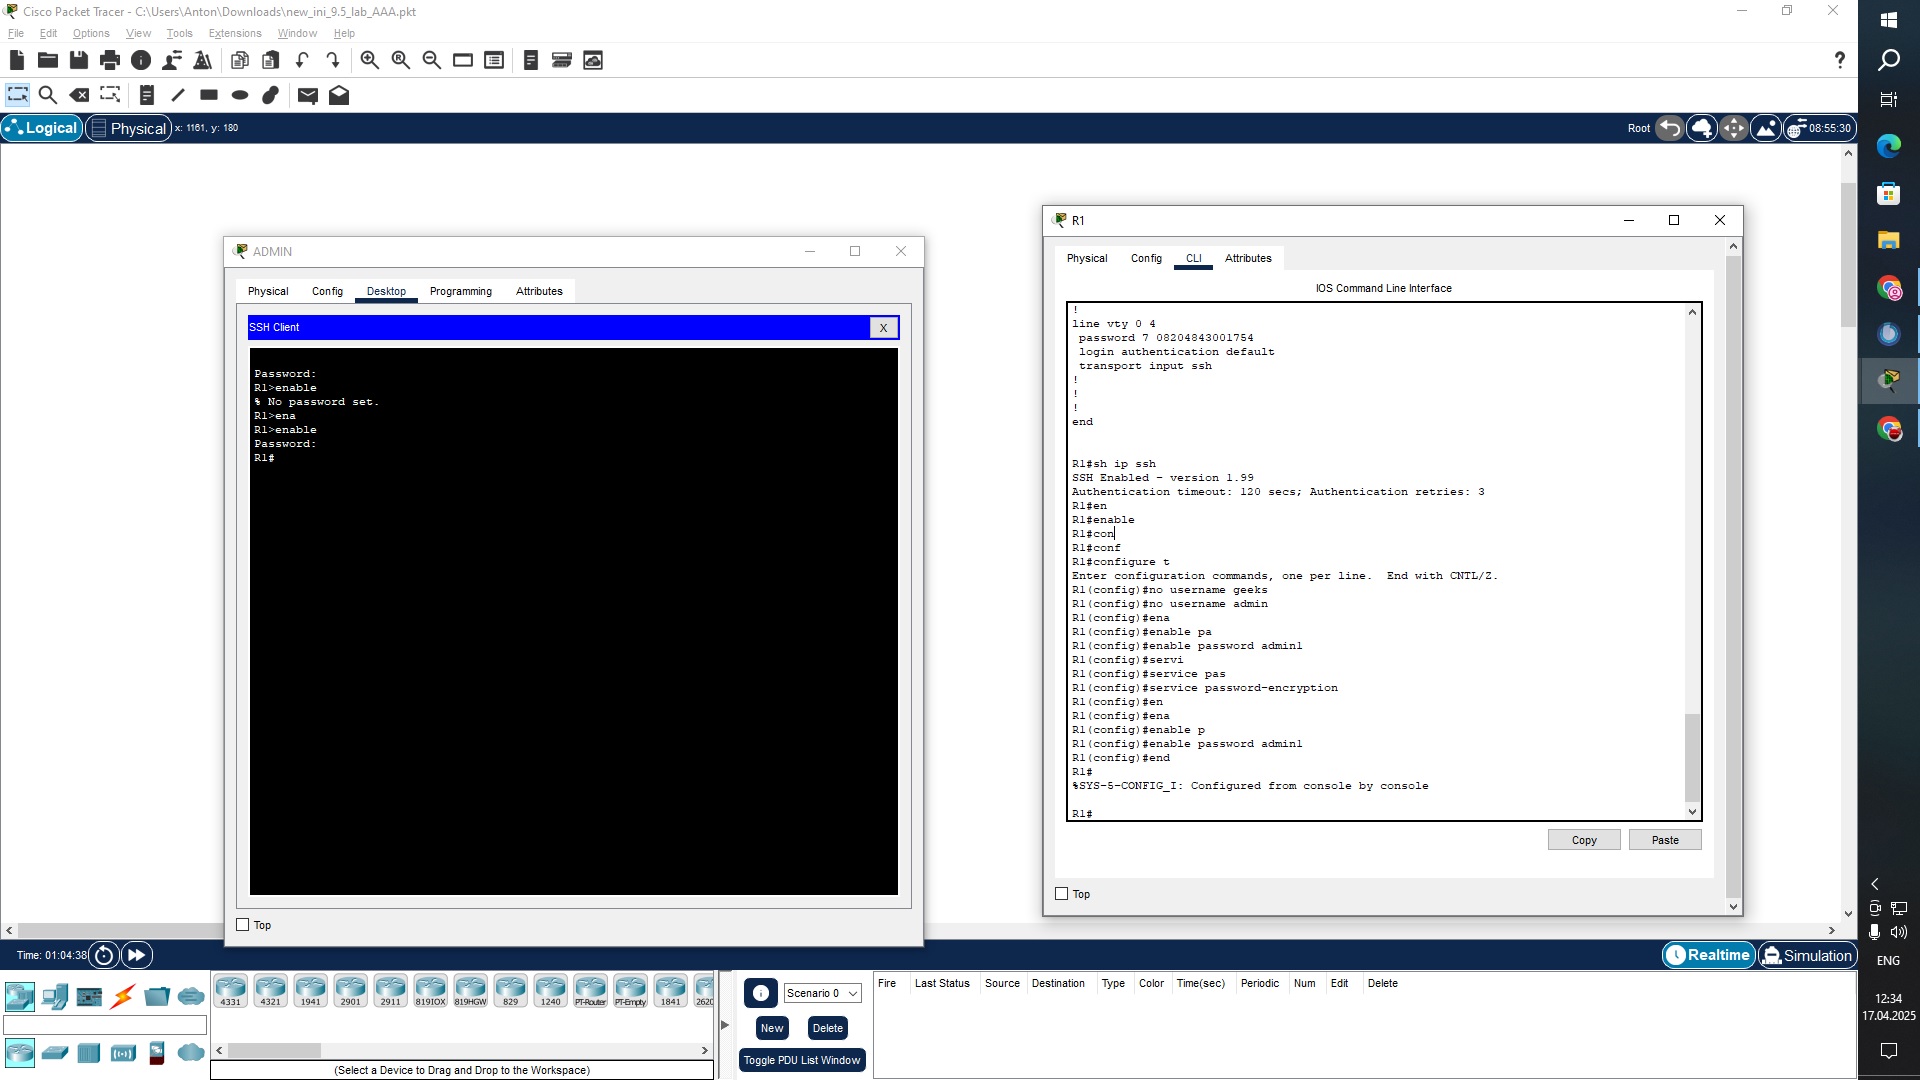 Cisco Packet Tracer - C:\Users\Anton\Downloads\new_ini_9.5_lab_AAA.pkt
File Edit Options View Tools Extensions Window Help
?
Logical Physical x: 1161, y: 180
Root 08:55:30
ADMIN
Physical Config Desktop Programming Attributes
SSH Client X
Password:
R1>enable
% No password set.
R1>ena
R1>enable
Password:
R1#
Top
R1
Physical Config CLI Attributes
IOS Command Line Interface
!
line vty 0 4
password 7 08204843001754
login authentication default
transport input ssh
!
!
!
end
R1#sh ip ssh
SSH Enabled - version 1.99
Authentication timeout: 120 secs; Authentication retries: 3
R1#en
R1#enable
R1#con
R1#conf
R1#configure t
Enter configuration commands, one per line. End with CNTL/Z.
R1(config)#no username geeks
R1(config)#no username admin
R1(config)#ena
R1(config)#enable pa
R1(config)#enable password admin1
R1(config)#servi
R1(config)#service pas
R1(config)#service password-encryption
R1(config)#en
R1(config)#ena
R1(config)#enable p
R1(config)#enable password admin1
R1(config)#end
R1#
%SYS-5-CONFIG_I: Configured from console by console
R1#
Copy Paste
Top
Time: 01:04:38
Realtime Simulation
4331 4321 1941 2901 2911 819IOX 819HGW 829 1240 PT-Router PT-Empty 1841 2620
(Select a Device to Drag and Drop to the Workspace)
Scenario 0
New Delete
Toggle PDU List Window
Fire Last Status Source Destination Type Color Time(sec) Periodic Num Edit Delete
ENG
12:34
17.04.2025